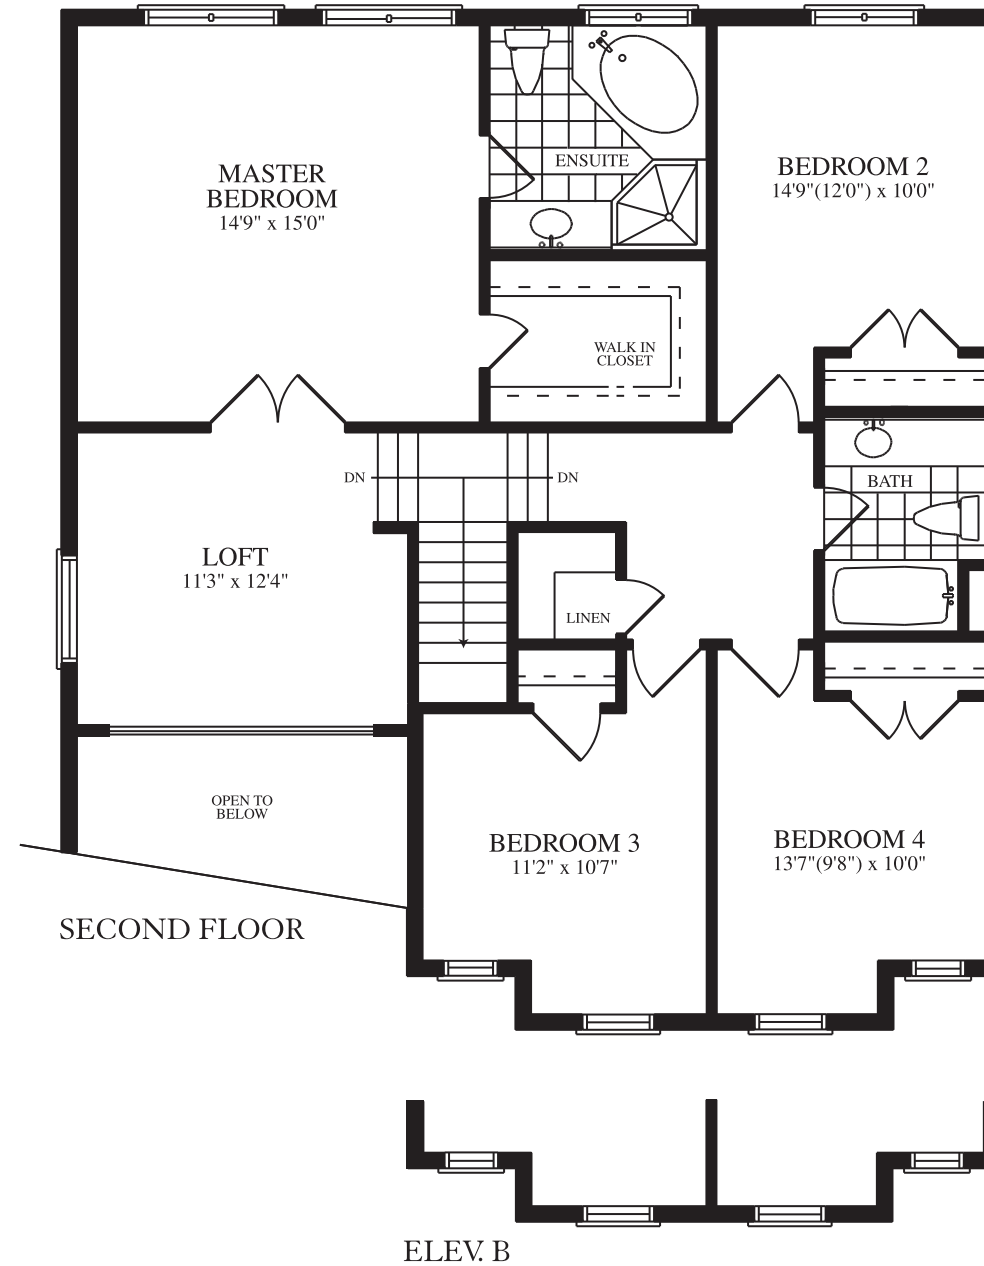 MASTER
BEDROOM
14'9" x 15'0"
ENSUITE
BEDROOM 2
14'9"(12'0") x 10'0"
WALK IN
CLOSET
DN
DN
BATH
LOFT
11'3" x 12'4"
LINEN
OPEN TO
BELOW
BEDROOM 3
11'2" x 10'7"
BEDROOM 4
13'7"(9'8") x 10'0"
SECOND FLOOR
ELEV. B